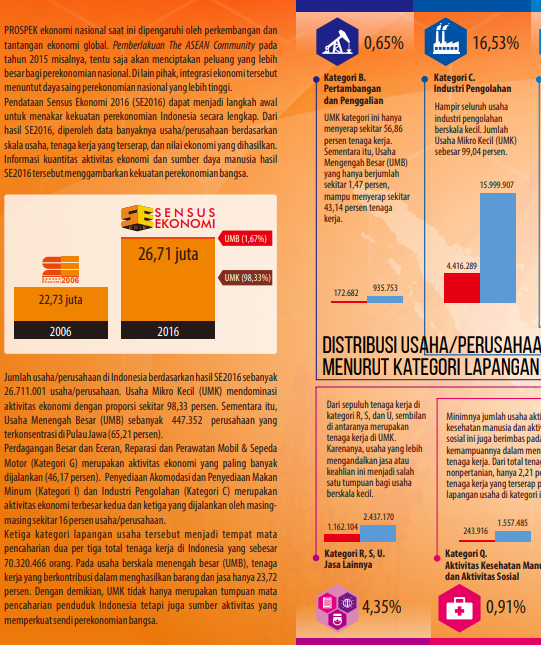 PROSPEK ekonomi nasional saat ini dipengaruhi oleh perkembangan dan
tantangan ekonomi global. Pemberlakuan The ASEAN Community pada
tahun 2015 misalnya, tentu saja akan menciptakan peluang yang lebih
besar bagi perekonomian nasional. Di lain pihak, integrasi ekonomi tersebut
menuntut daya saing perekonomian nasional yang lebih tinggi.
Pendataan Sensus Ekonomi 2016 (SE2016) dapat menjadi langkah awal
untuk menakar kekuatan perekonomian Indonesia secara lengkap. Dari
hasil SE2016, diperoleh data banyaknya usaha/perusahaan berdasarkan
skala usaha, tenaga kerja yang terserap, dan nilai ekonomi yang dihasilkan.
Informasi kuantitas aktivitas ekonomi dan sumber daya manusia hasil
SE2016 tersebut menggambarkan kekuatan perekonomian bangsa.
SENSUS
EKONOMI
2006
22,73 juta
2006
26,71 juta
2016
UMB (1,67%)
UMK (98,33%)
Jumlah usaha/perusahaan di Indonesia berdasarkan hasil SE2016 sebanyak
26.711.001 usaha/perusahaan. Usaha Mikro Kecil (UMK) mendominasi
aktivitas ekonomi dengan proporsi sekitar 98,33 persen. Sementara itu,
Usaha Menengah Besar (UMB) sebanyak 447.352 perusahaan yang
terkonsentrasi di Pulau Jawa (65,21 persen).
Perdagangan Besar dan Eceran, Reparasi dan Perawatan Mobil & Sepeda
Motor (Kategori G) merupakan aktivitas ekonomi yang paling banyak
dijalankan (46,17 persen). Penyediaan Akomodasi dan Penyediaan Makan
Minum (Kategori I) dan Industri Pengolahan (Kategori C) merupakan
aktivitas ekonomi terbesar kedua dan ketiga yang dijalankan oleh masing-
masing sekitar 16 persen usaha/perusahaan.
Ketiga kategori lapangan usaha tersebut menjadi tempat mata
pencaharian dua per tiga total tenaga kerja di Indonesia yang sebesar
70.320.466 orang. Pada usaha berskala menengah besar (UMB), tenaga
kerja yang berkontribusi dalam menghasilkan barang dan jasa hanya 23,72
persen. Dengan demikian, UMK tidak hanya merupakan tumpuan mata
pencaharian penduduk Indonesia tetapi juga sumber aktivitas yang
memperkuat sendi perekonomian bangsa.
0,65%
Kategori B.
Pertambangan
dan Penggalian
UMK kategori ini hanya
menyerap sekitar 56,86
persen tenaga kerja.
Sementara itu, Usaha
Mengengah Besar (UMB)
yang hanya berjumlah
sekitar 1,47 persen,
mampu menyerap sekitar
43,14 persen tenaga
kerja.
172.682
935.753
16,53%
Kategori C.
Industri Pengolahan
Hampir seluruh usaha
industri pengolahan
berskala kecil. Jumlah
Usaha Mikro Kecil (UMK)
sebesar 99,04 persen.
4.416.289
15.999.907
DISTRIBUSI USAHA/PERUSAHAA
MENURUT KATEGORI LAPANGAN
Dari sepuluh tenaga kerja di
kategori R, S, dan U, sembilan
di antaranya merupakan
tenaga kerja di UMK.
Karenanya, usaha yang lebih
mengandalkan jasa atau
keahlian ini menjadi salah
satu tumpuan bagi usaha
berskala kecil.
1.162.104
2.437.170
Kategori R, S, U.
Jasa Lainnya
4,35%
Minimnya jumlah usaha akti
kesehatan manusia dan aktiv
sosial ini juga berimbas pada
kemampuannya dalam men
tenaga kerja. Dari total tenag
nonpertanian, hanya 2,21 pe
tenaga kerja yang terserap p
lapangan usaha di kategori i
243.916
1.557.485
Kategori Q.
Aktivitas Kesehatan Manu
dan Aktivitas Sosial
0,91%